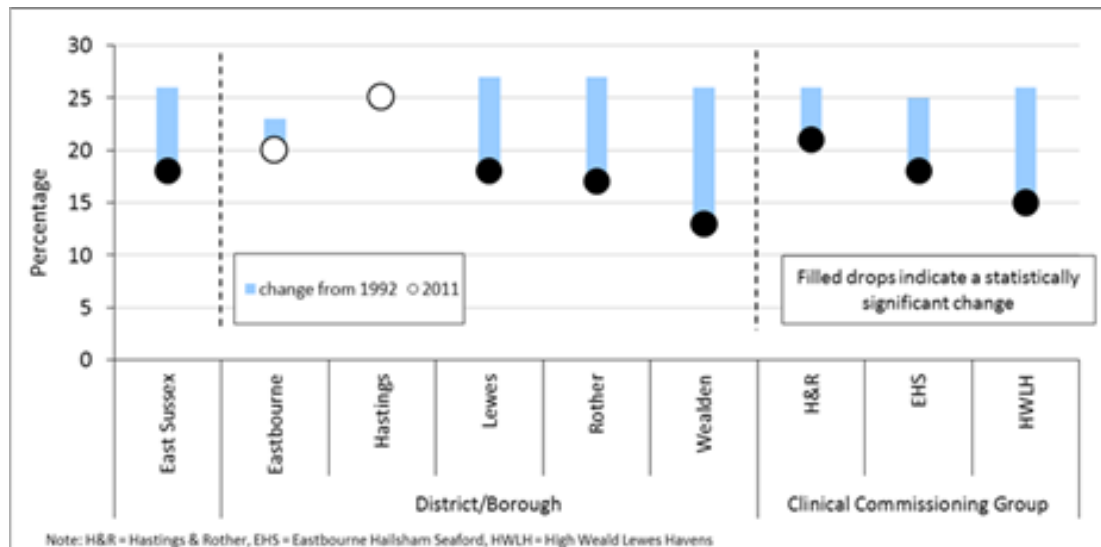 30
25
20
15
10
5
0
Percentage
change from 1992 2011
Filled drops indicate a statistically
significant change
East Sussex
Eastbourne
Hastings
Lewes
Rother
Wealden
H&R
EHS
HWLH
District/Borough
Clinical Commissioning Group
Note: H&R = Hastings & Rother, EHS = Eastbourne Hailsham Seaford, HWLH = High Weald Lewes Havens